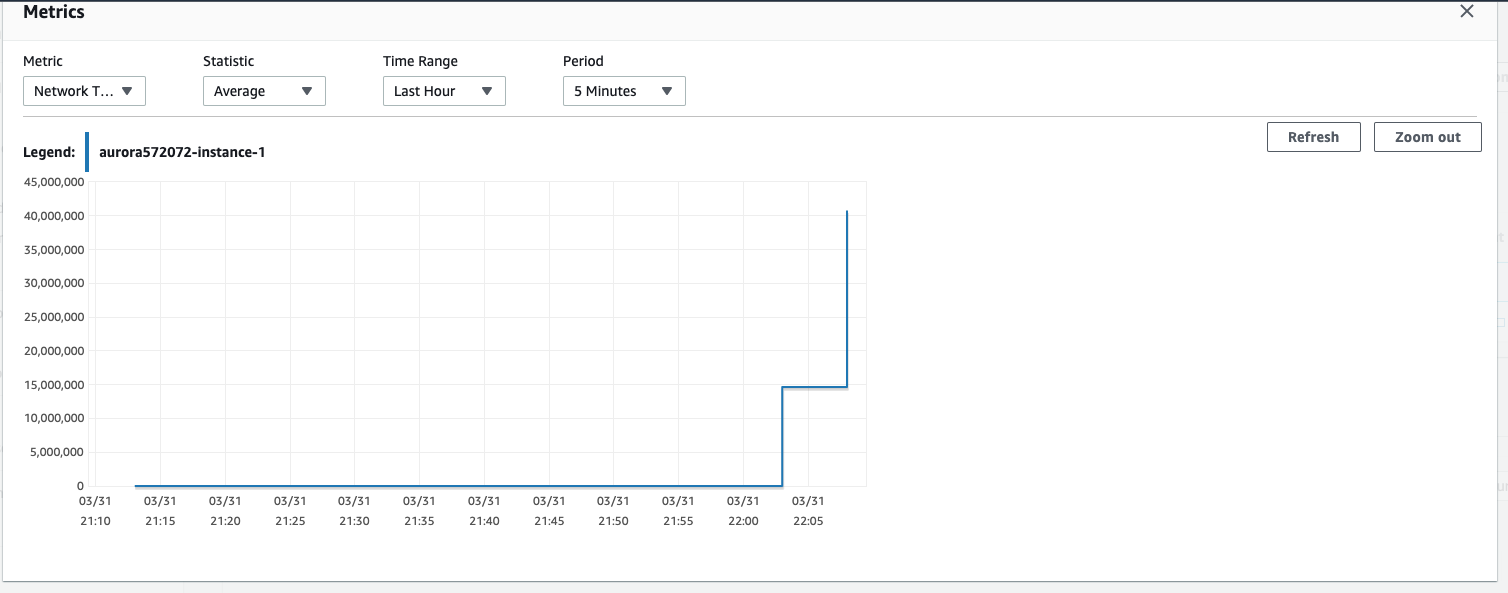 Metrics
Metric Statistic Time Range Period
Network T... Average Last Hour 5 Minutes
Refresh Zoom out
Legend: aurora572072-instance-1
45,000,000
40,000,000
35,000,000
30,000,000
25,000,000
20,000,000
15,000,000
10,000,000
5,000,000
0
03/31 03/31 03/31 03/31 03/31 03/31 03/31 03/31 03/31 03/31 03/31 03/31
21:10 21:15 21:20 21:25 21:30 21:35 21:40 21:45 21:50 21:55 22:00 22:05